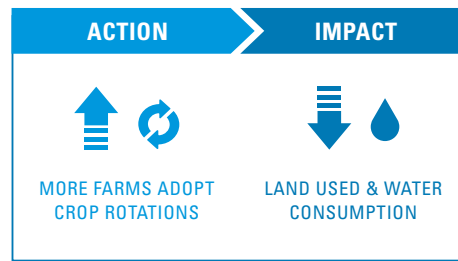 ACTION
IMPACT
MORE FARMS ADOPT
CROP ROTATIONS
LAND USED & WATER
CONSUMPTION